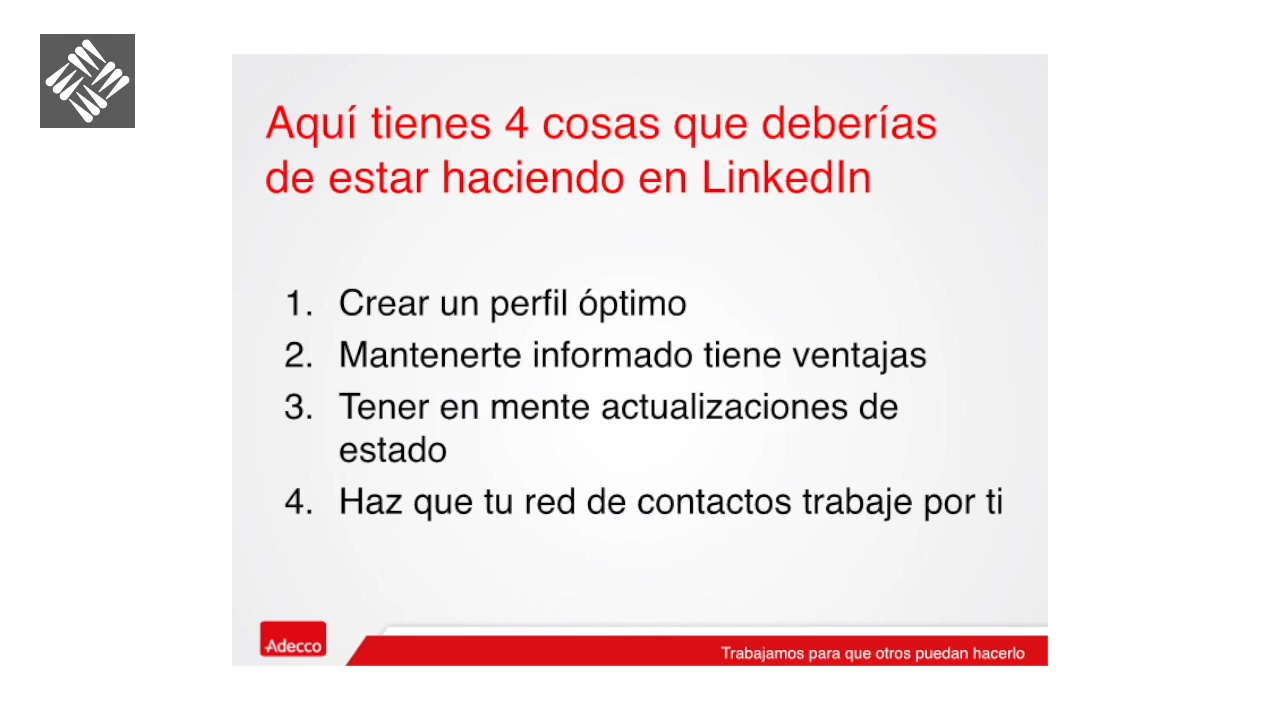 Aquí tienes 4 cosas que deberías
de estar haciendo en LinkedIn
1. Crear un perfil óptimo
2. Mantenerte informado tiene ventajas
3. Tener en mente actualizaciones de
estado
4. Haz que tu red de contactos trabaje por ti
Adecco
Trabajamos para que otros puedan hacerlo